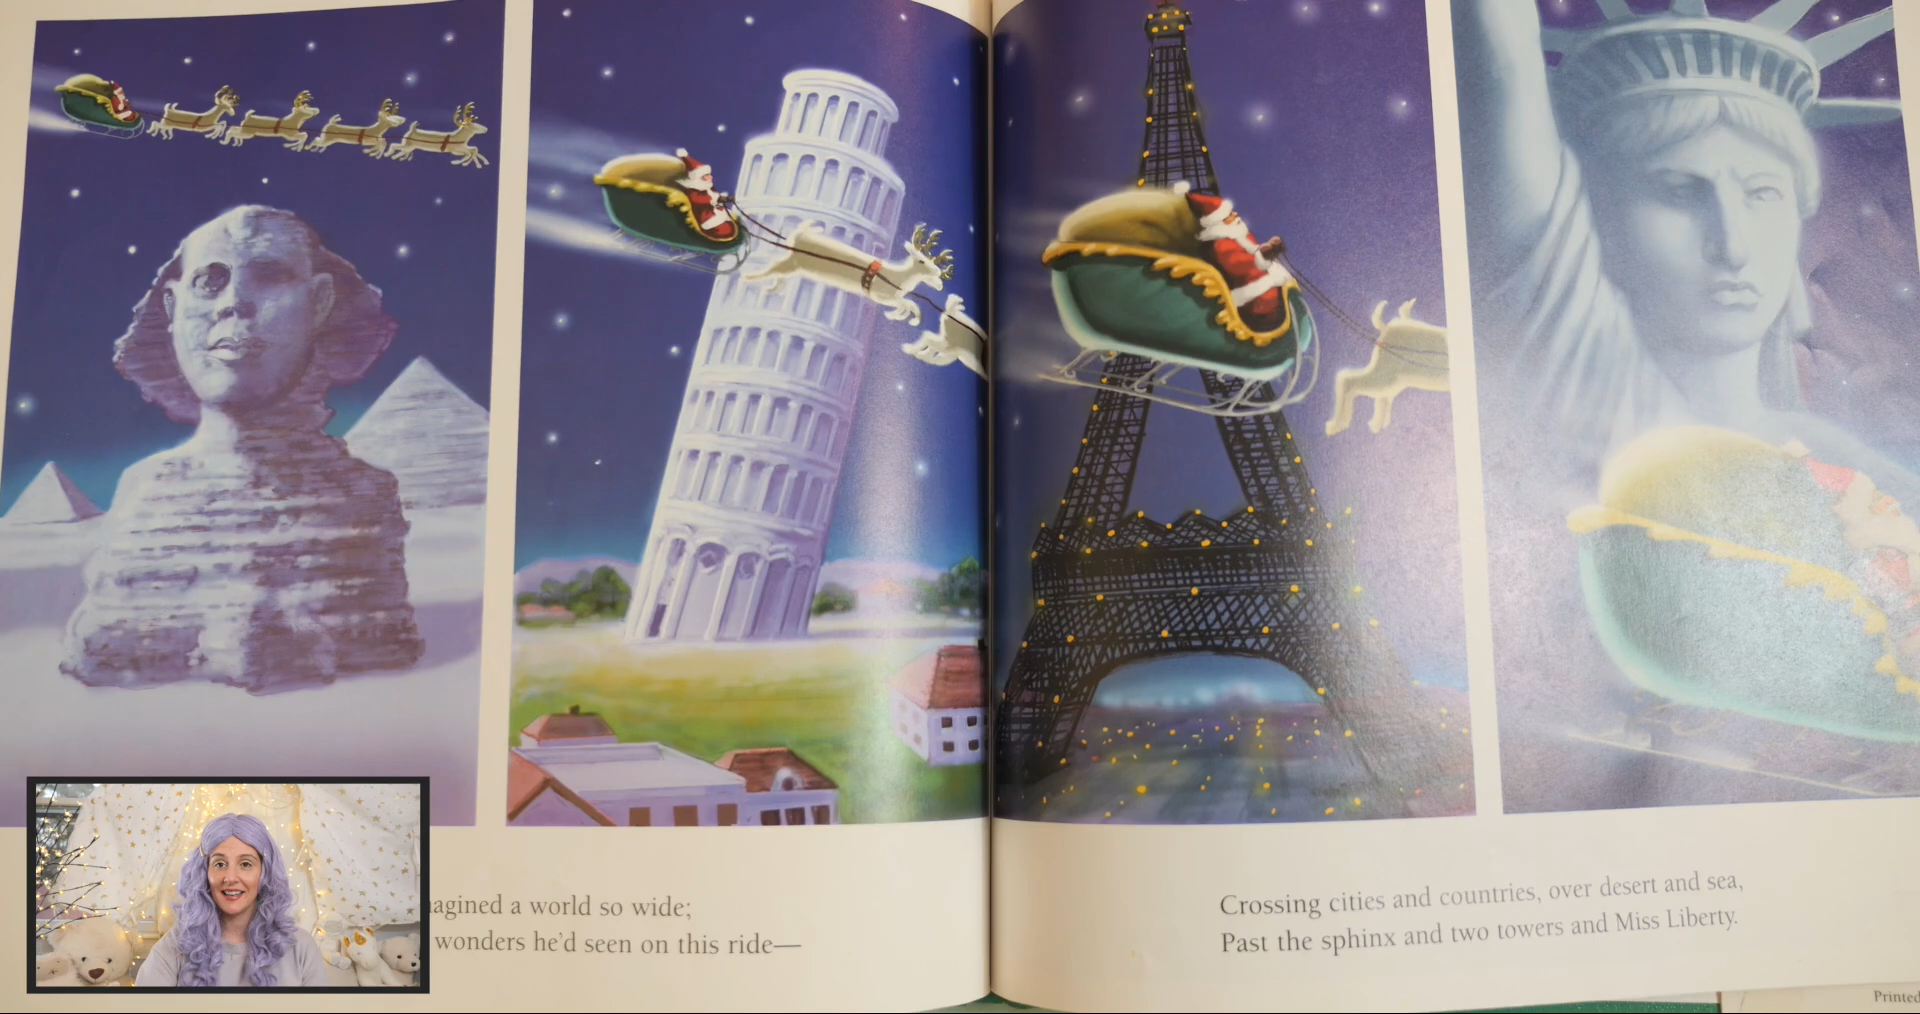 agined a world so wide;
wonders he'd seen on this ride—
Crossing cities and countries, over desert and sea,
Past the sphinx and two towers and Miss Liberty.
Printed